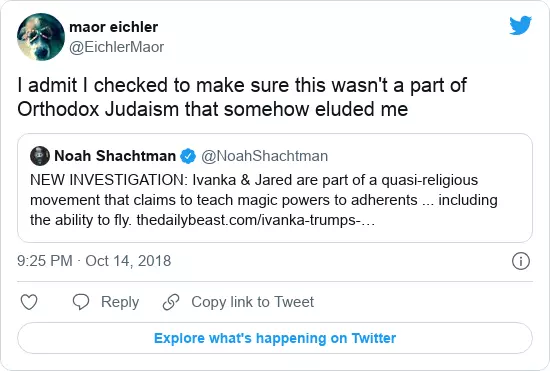 maor eichler
@EichlerMaor
I admit I checked to make sure this wasn't a part of
Orthodox Judaism that somehow eluded me
Noah Shachtman @NoahShachtman
NEW INVESTIGATION: Ivanka & Jared are part of a quasi-religious
movement that claims to teach magic powers to adherents ... including
the ability to fly. thedailybeast.com/ivanka-trumps-…
9:25 PM · Oct 14, 2018
Reply Copy link to Tweet
Explore what's happening on Twitter